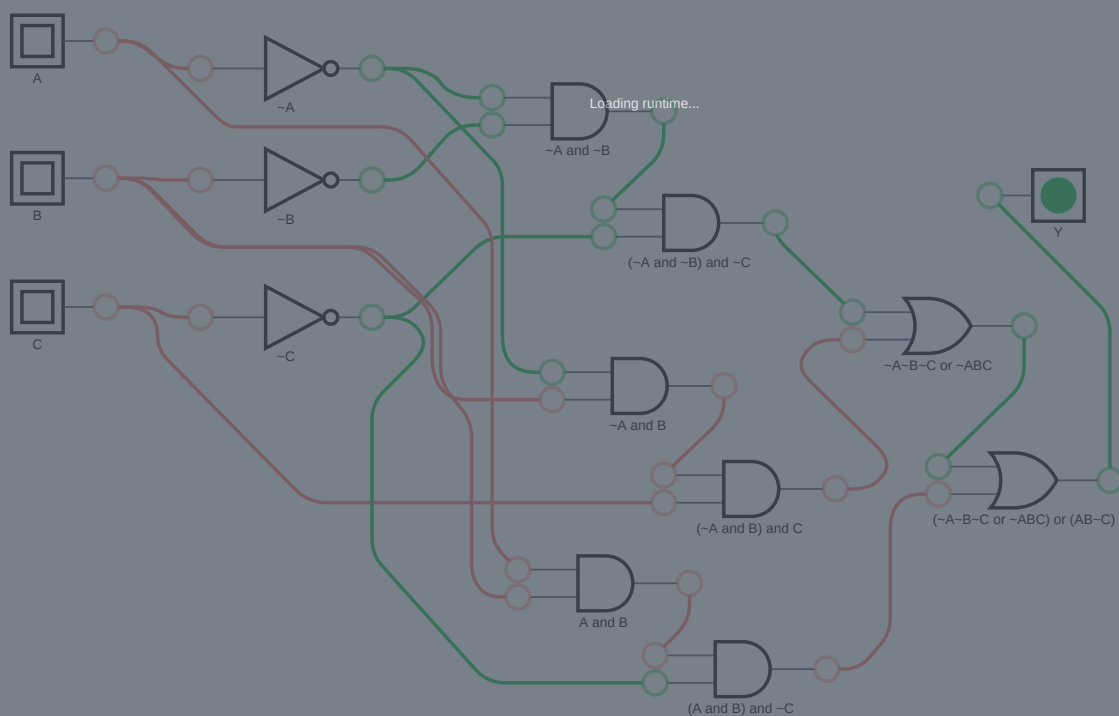 A
~A
Loading runtime...
~A and ~B
B
~B
Y
(~A and ~B) and ~C
C
~C
~A~B~C or ~ABC
~A and B
(~A and B) and C
(~A~B~C or ~ABC) or (AB~C)
A and B
(A and B) and ~C